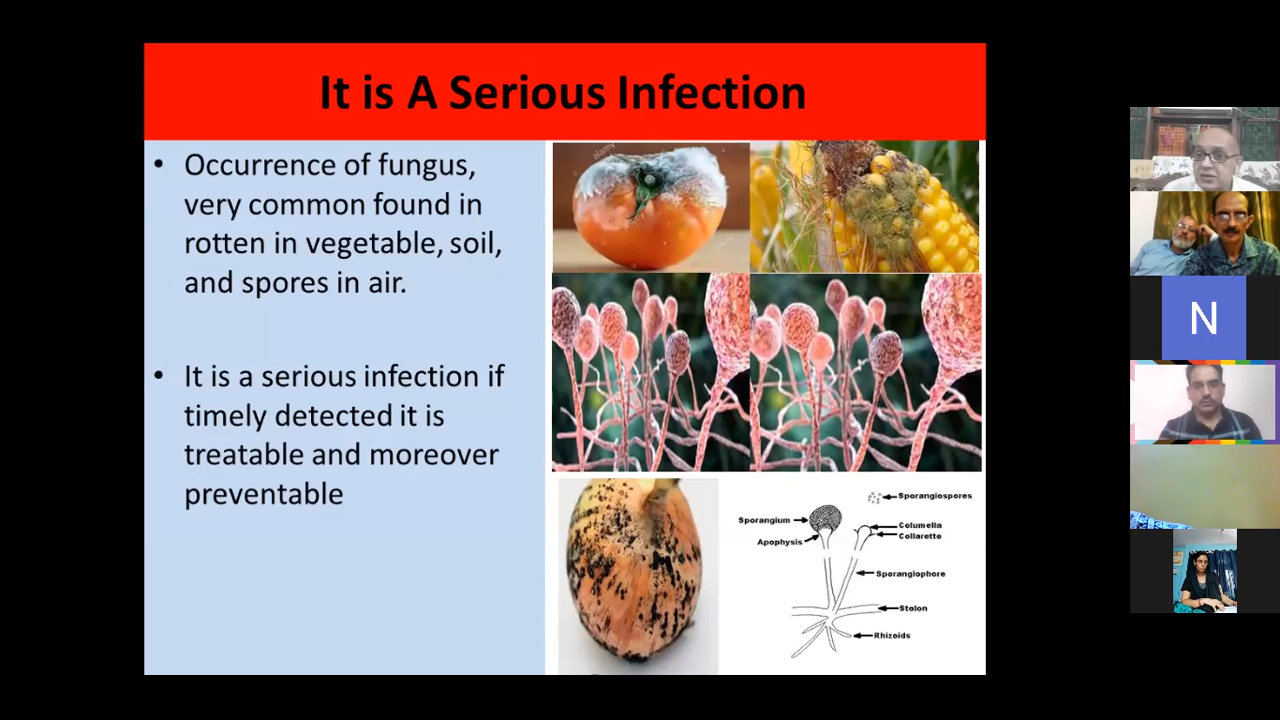 It is A Serious Infection
• Occurrence of fungus,
very common found in
rotten in vegetable, soil,
and spores in air.
• It is a serious infection if
timely detected it is
treatable and moreover
preventable
alamy
alamy
Sporangiospores
Sporangium
Columella
Collarette
Apophysis
Sporangiophore
Stolon
Rhizoids
N